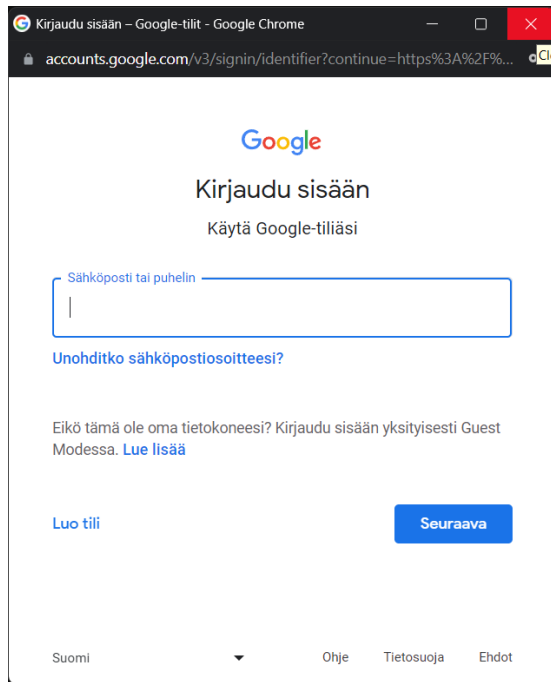 Kirjaudu sisään – Google-tilit - Google Chrome
accounts.google.com/v3/signin/identifier?continue=https%3A%2F%...
Google
Kirjaudu sisään
Käytä Google-tiliäsi
Sähköposti tai puhelin
Unohditko sähköpostiosoitteesi?
Eikö tämä ole oma tietokoneesi? Kirjaudu sisään yksityisesti Guest
Modessa. Lue lisää
Luo tili
Seuraava
Suomi
Ohje Tietosuoja Ehdot